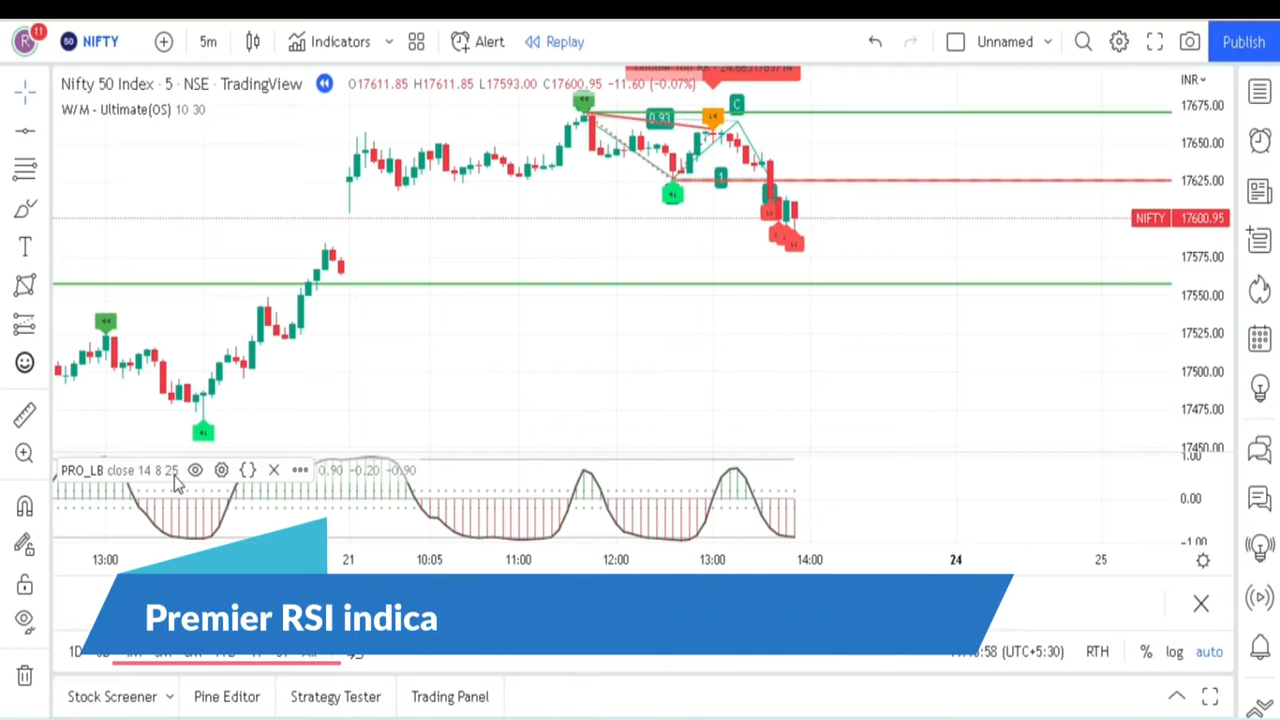 R 11 50 NIFTY 5m Indicators Alert Replay Unnamed Publish
Nifty 50 Index · 5 · NSE · TradingView O17611.85 H17611.85 L17593.00 C17600.95 −11.60 (−0.07%) INR
W/M - Ultimate(OS) 10 30
17675.00
C
0.93
17650.00
1
17625.00
NIFTY 17600.95
17575.00
17550.00
17525.00
17500.00
17475.00
17450.00
PRO_LB close 14 8 25 0.90 −0.20 −0.90
1.00
0.00
−1.00
13:00 21 10:05 11:00 12:00 13:00 14:00 24 25
Premier RSI indica
(UTC+5:30) RTH % log auto
Stock Screener Pine Editor Strategy Tester Trading Panel